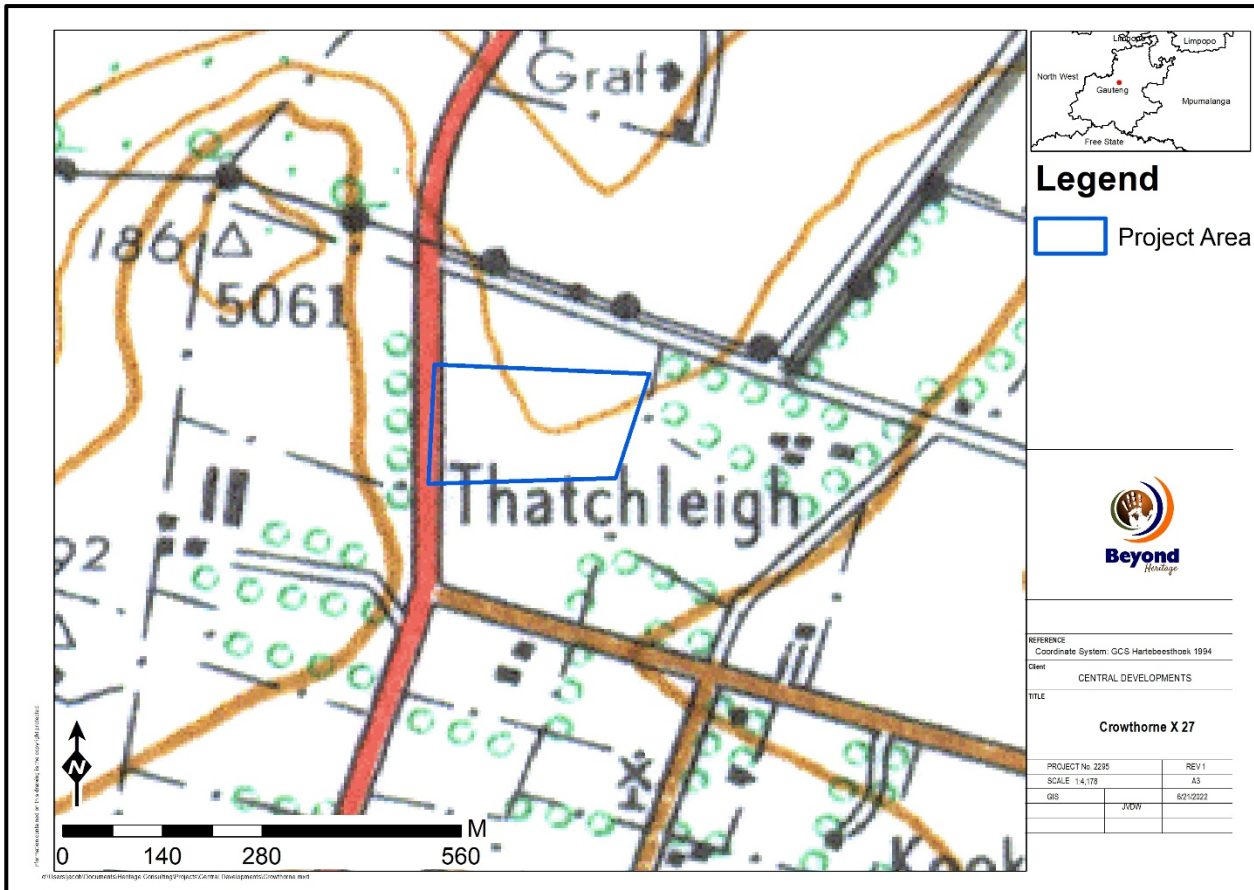 Graf
186
5061
Thatchleigh
92
Kook
N
M
0 140 280 560
Limpopo
Limpopo
North West
Gauteng
Mpumalanga
Free State
Legend
Project Area
Beyond
Heritage
REFERENCE
Coordinate System: GCS Hartebeesthoek 1994
Client
CENTRAL DEVELOPMENTS
TITLE
Crowthorne X 27
PROJECT No. 2295 REV 1
SCALE 1:4,178 A3
GIS JVDW 6/21/2022